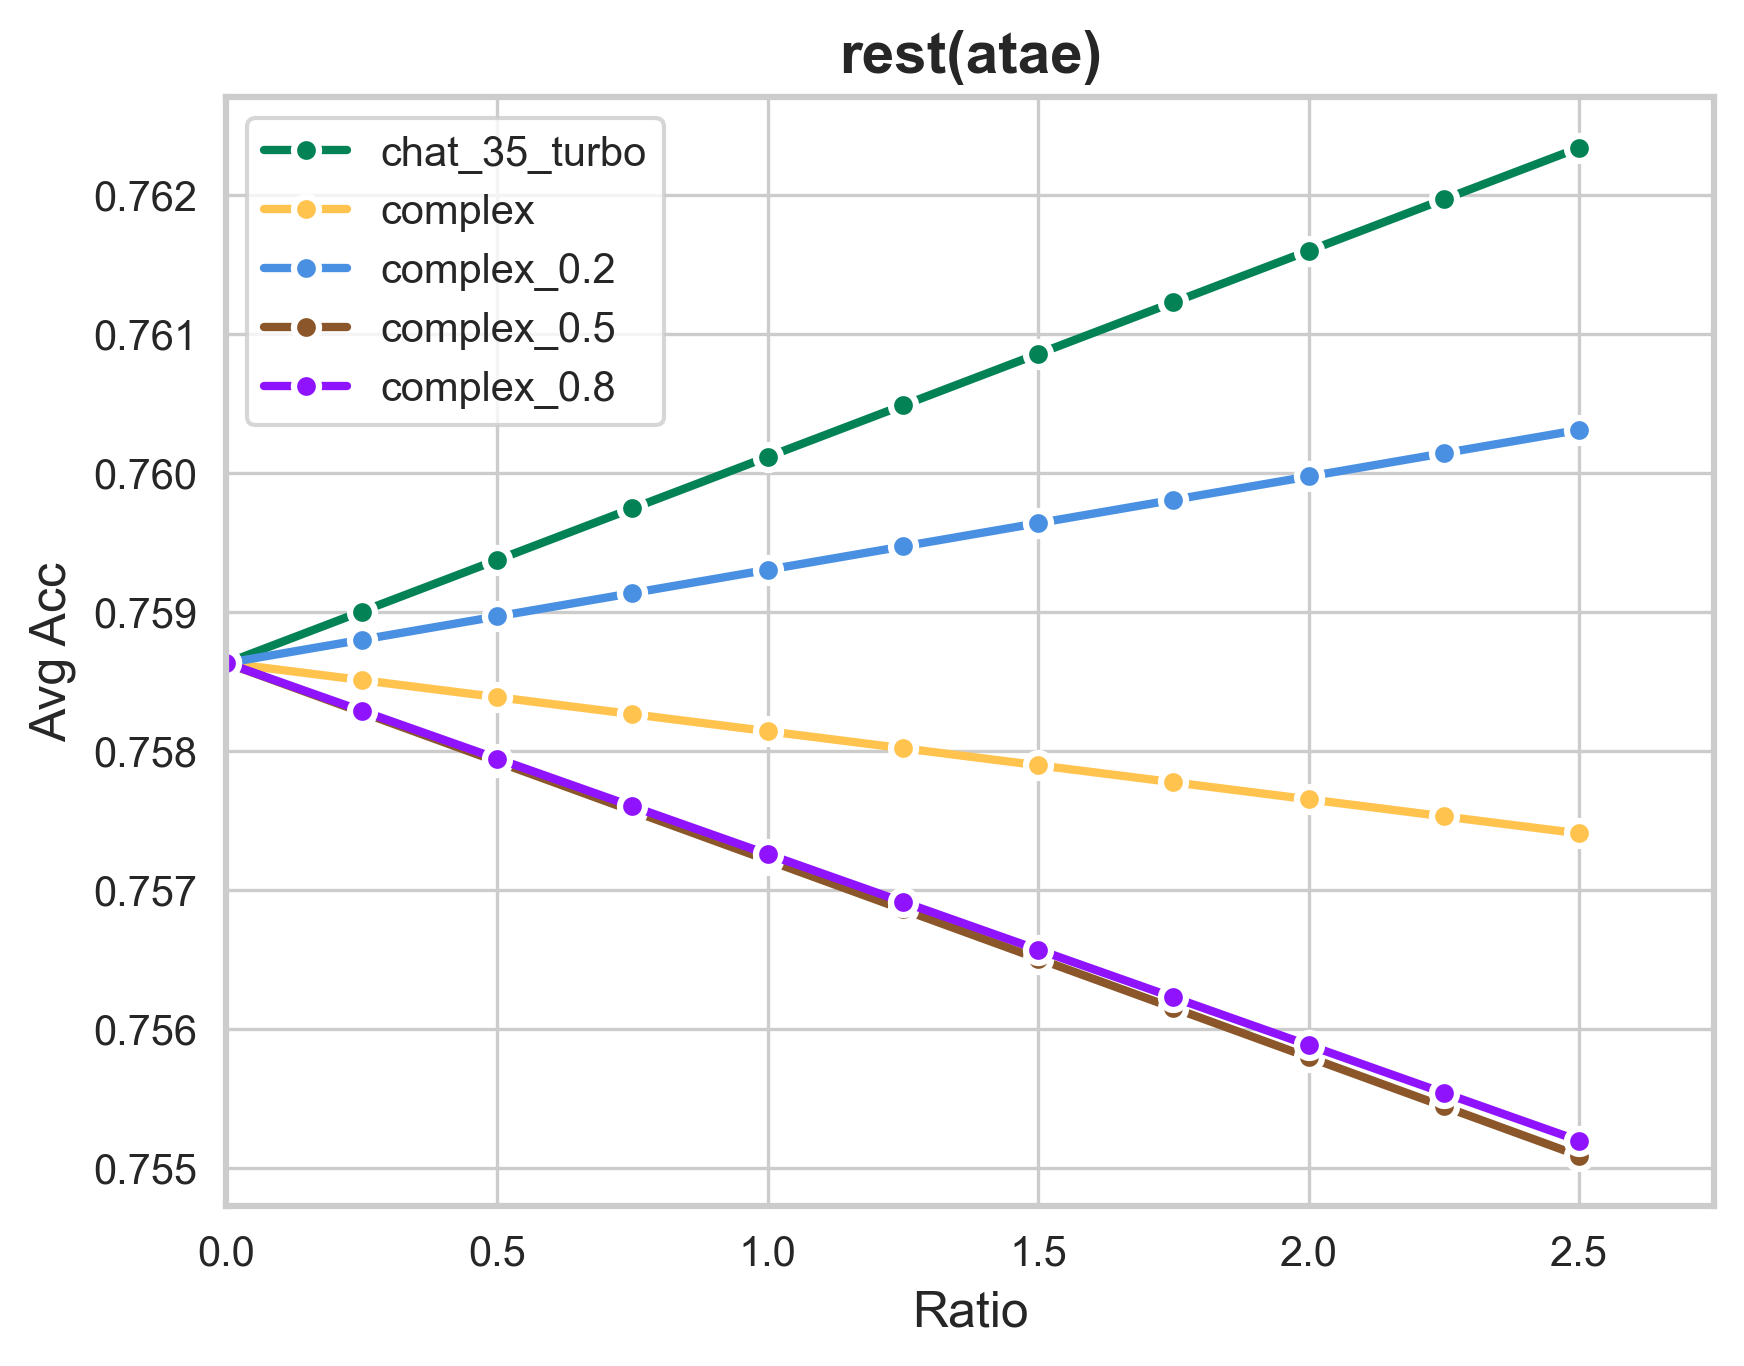 rest(atae)
chat_35_turbo
complex
complex_0.2
complex_0.5
complex_0.8
0.762
0.761
0.760
0.759
0.758
0.757
0.756
0.755
Avg Acc
0.0 0.5 1.0 1.5 2.0 2.5
Ratio